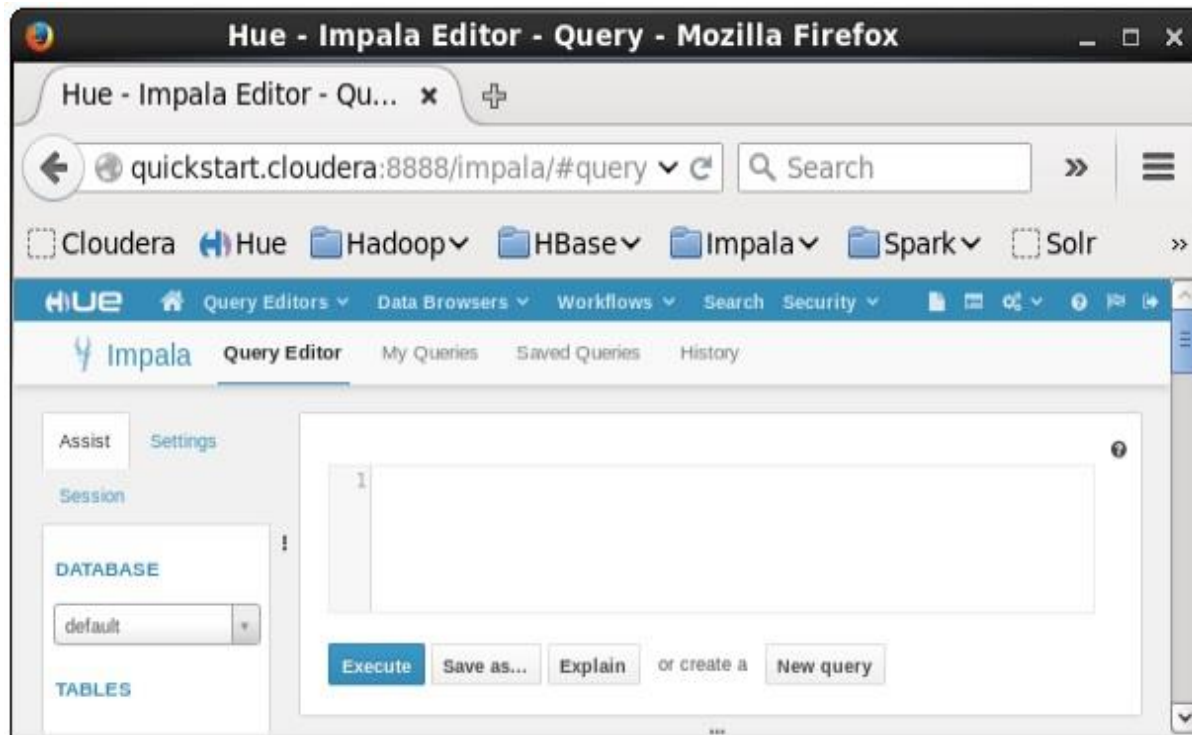 Hue - Impala Editor - Query - Mozilla Firefox
Hue - Impala Editor - Qu...
quickstart.cloudera:8888/impala/#query Search
Cloudera Hue Hadoop HBase Impala Spark Solr
HUE Query Editors Data Browsers Workflows Search Security
Impala Query Editor My Queries Saved Queries History
Assist Settings
Session
1
DATABASE
default
Execute Save as... Explain or create a New query
TABLES